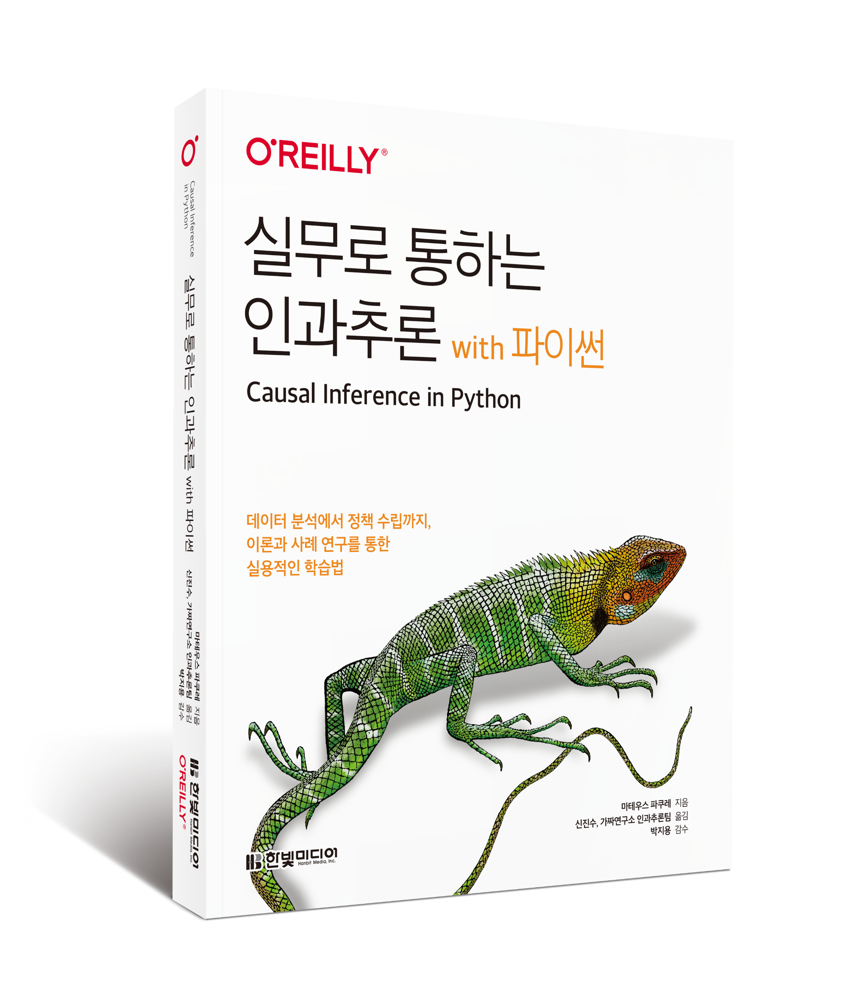 O'REILLY®
실무로 통하는
인과추론 with 파이썬
Causal Inference in Python
데이터 분석에서 정책 수립까지,
이론과 사례 연구를 통한
실용적인 학습법
마테우스 파쿠레 지음
신진수, 가짜연구소 인과추론팀 옮김
박지용 감수
HB 한빛미디어
Hanbit Media, Inc.
Causal Inference
in Python
실무로 통하는 인과추론 with 파이썬
마테우스 파쿠레 지음
신진수, 가짜연구소 인과추론팀 옮김
박지용 감수
HB 한빛미디어
Hanbit Media, Inc.
O'REILLY®